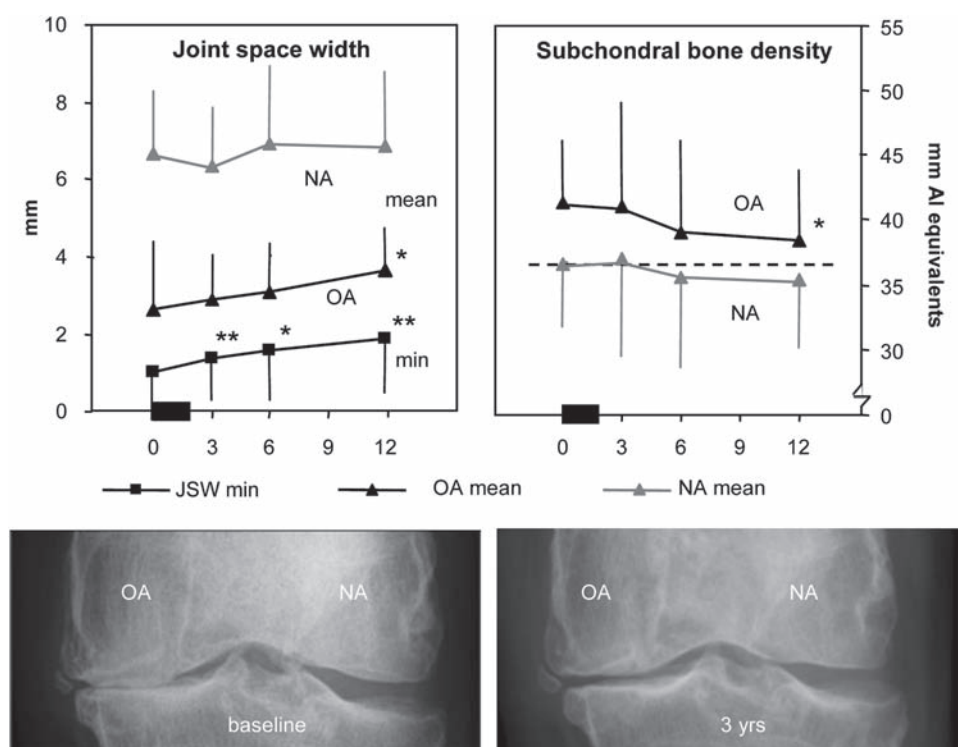 Joint space width
10
8
6
4
2
0
mm
NA
mean
OA
*
**
*
**
min
0 3 6 9 12
Subchondral bone density
55
50
45
40
35
30
0
mm Al equivalents
OA
*
NA
0 3 6 9 12
JSW min OA mean NA mean
OA NA
baseline
OA NA
3 yrs